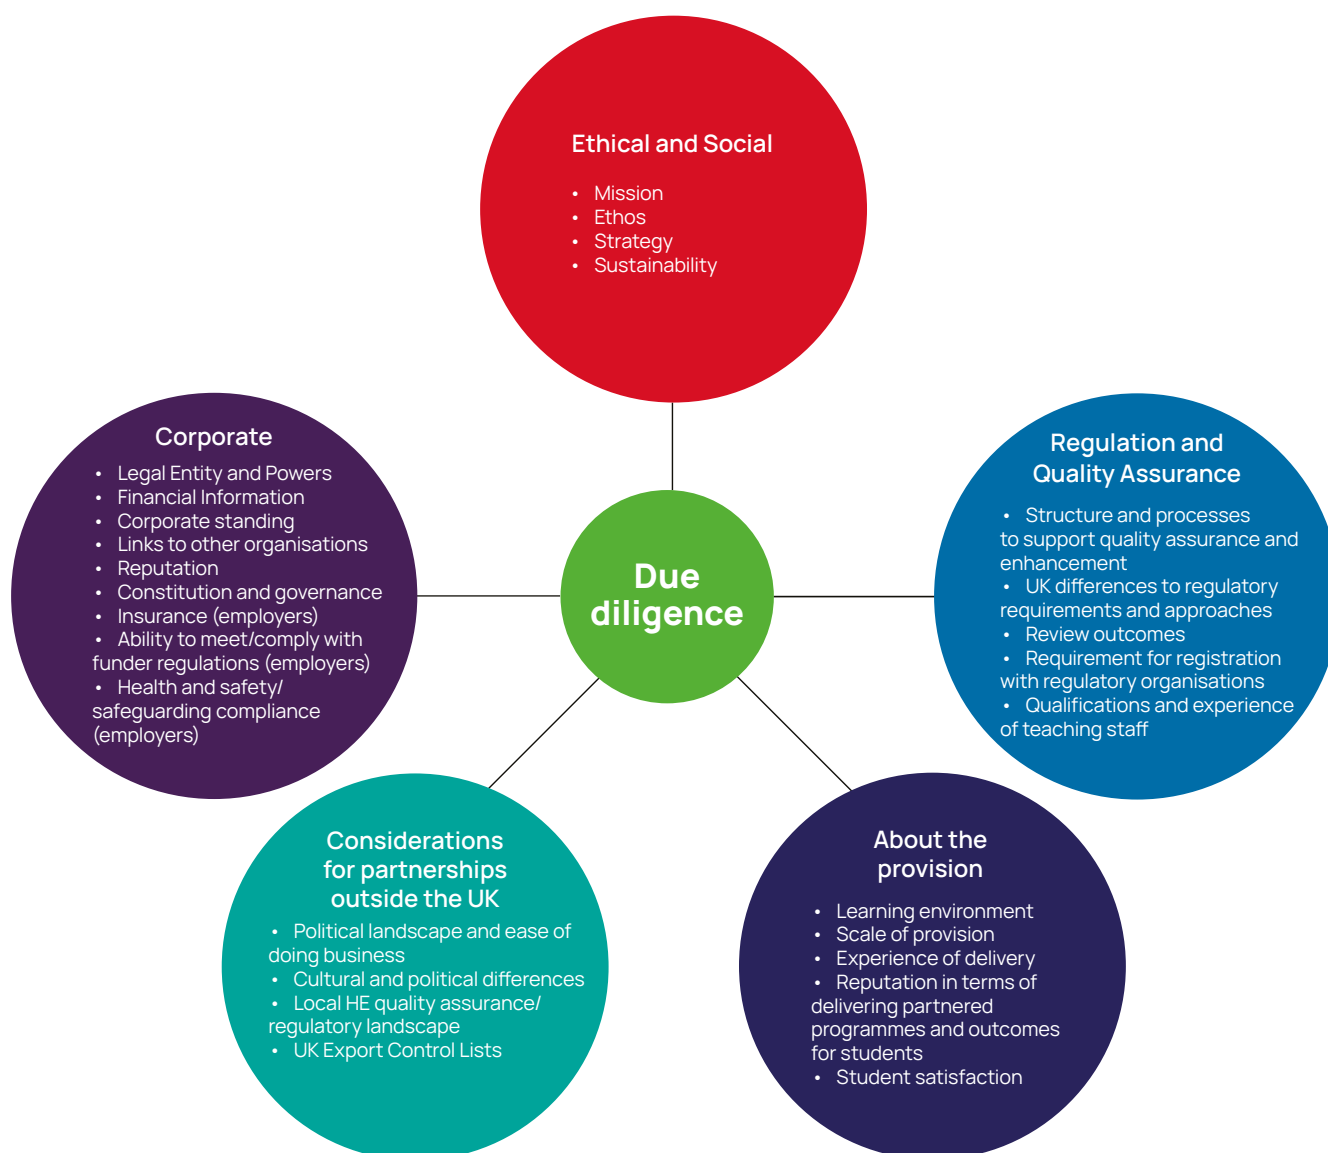 Ethical and Social
• Mission
• Ethos
• Strategy
• Sustainability
Corporate
• Legal Entity and Powers
• Financial Information
• Corporate standing
• Links to other organisations
• Reputation
• Constitution and governance
• Insurance (employers)
• Ability to meet/comply with
funder regulations (employers)
• Health and safety/
safeguarding compliance
(employers)
Due
diligence
Regulation and
Quality Assurance
• Structure and processes
to support quality assurance and
enhancement
• UK differences to regulatory
requirements and approaches
• Review outcomes
• Requirement for registration
with regulatory organisations
• Qualifications and experience
of teaching staff
Considerations
for partnerships
outside the UK
• Political landscape and ease of
doing business
• Cultural and political differences
• Local HE quality assurance/
regulatory landscape
• UK Export Control Lists
About the
provision
• Learning environment
• Scale of provision
• Experience of delivery
• Reputation in terms of
delivering partnered
programmes and outcomes
for students
• Student satisfaction